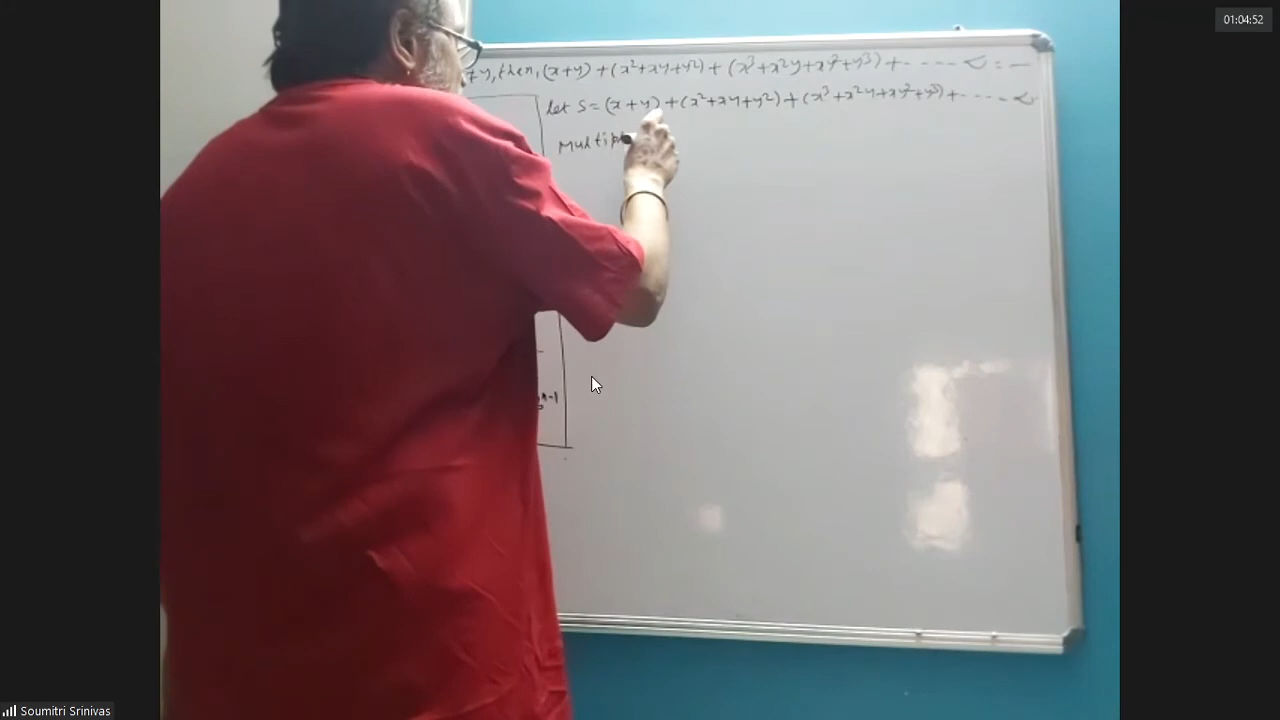 01:04:52
+y, then, (x+y) + (x²+xy+y²) + (x³+x²y+xy²+y³) + ----- ∞ = —
let S = (x+y) + (x²+xy+y²) + (x³+x²y+xy²+y³) + ----- ∞
Multip
n-1
Soumitri Srinivas